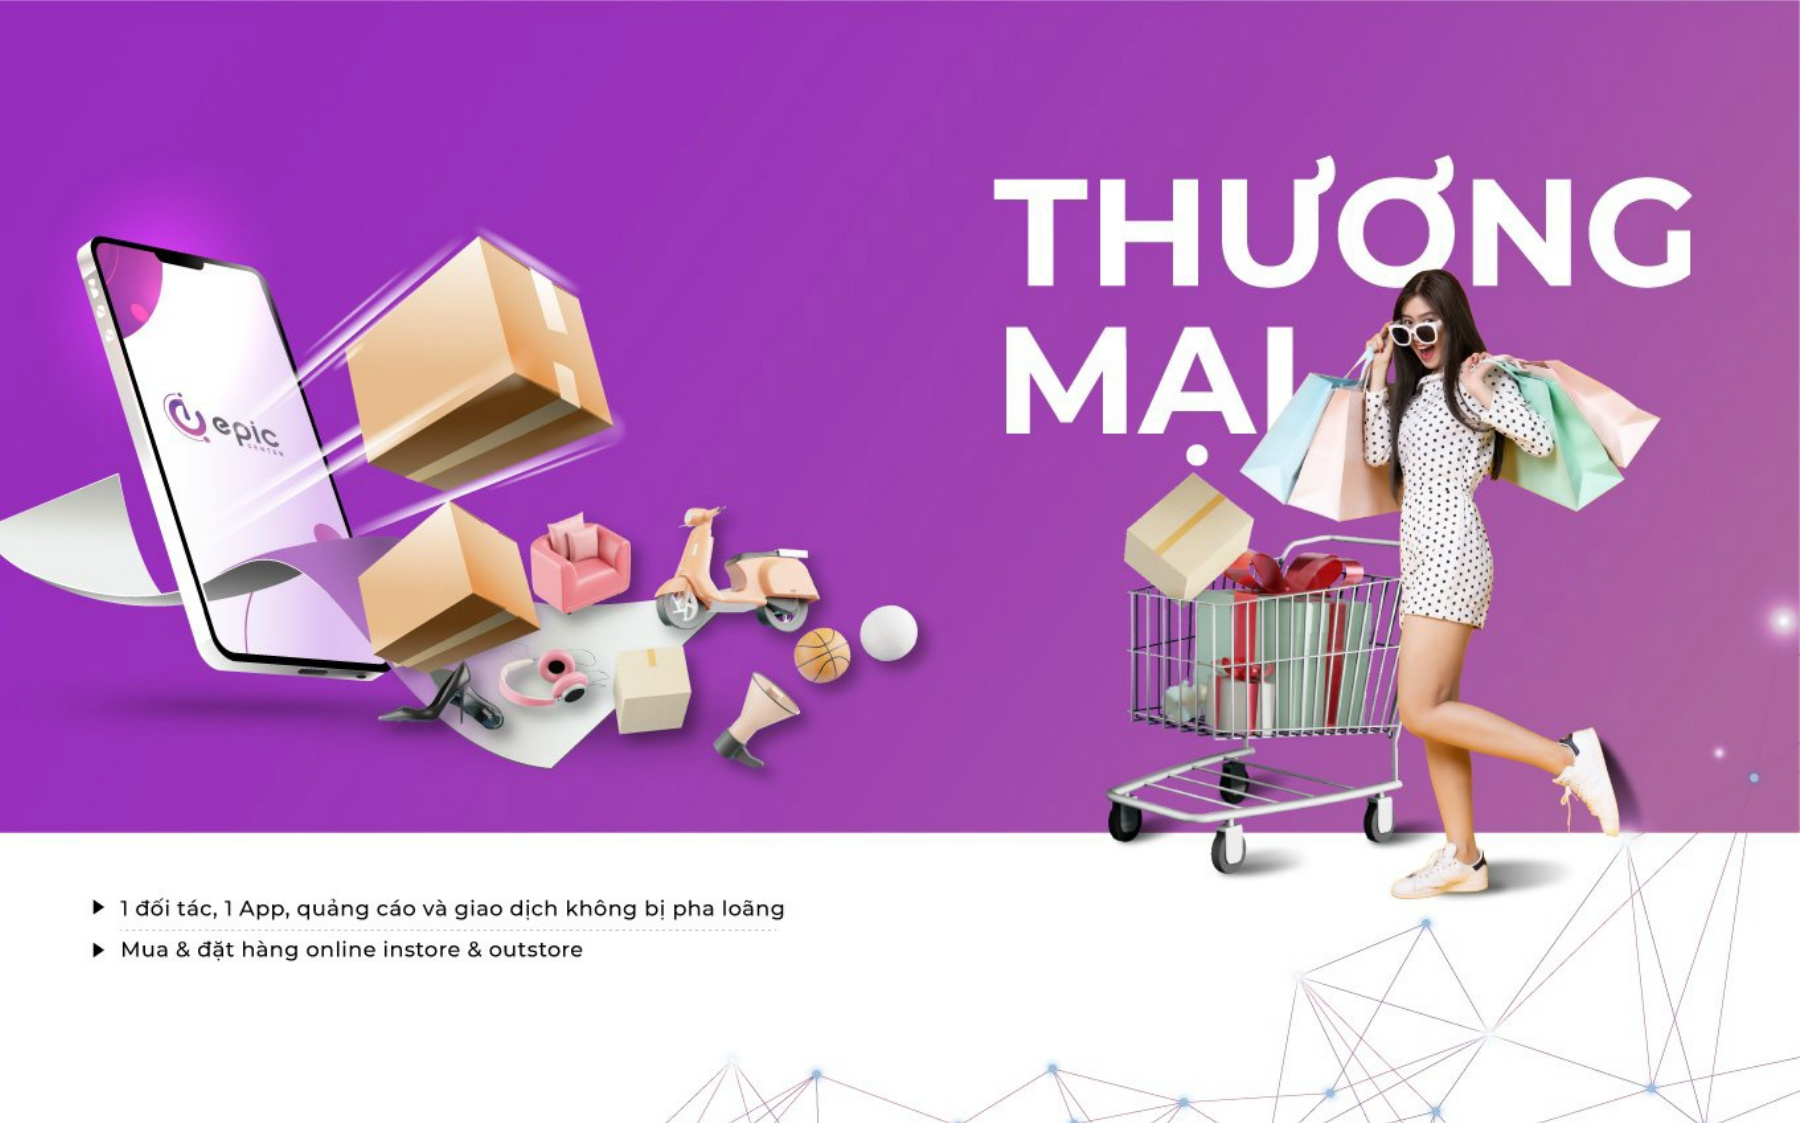 THƯƠNG
MẠI
epic
CENTER
1 đối tác, 1 App, quảng cáo và giao dịch không bị pha loãng
Mua & đặt hàng online instore & outstore